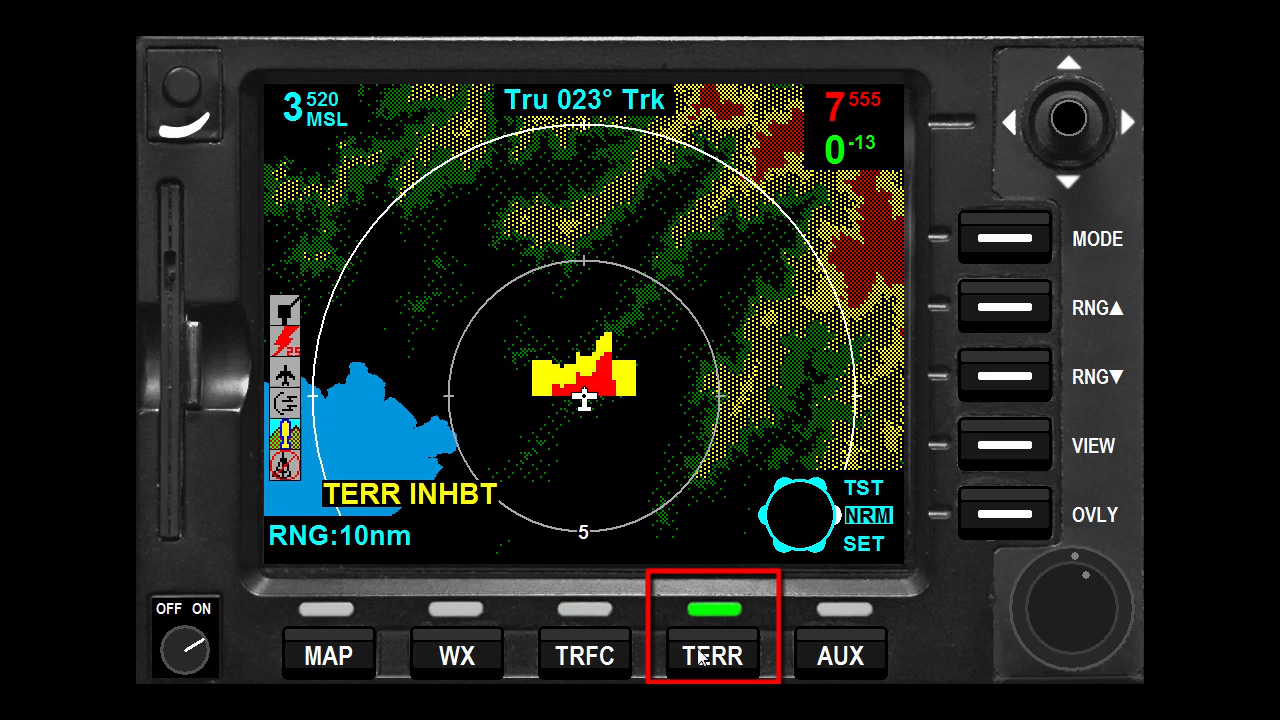 3 520 MSL
Tru 023° Trk
7 555
0 -13
MODE
RNG▲
RNG▼
VIEW
OVLY
TERR INHBT
RNG:10nm
5
TST
NRM
SET
OFF ON
MAP
WX
TRFC
TERR
AUX